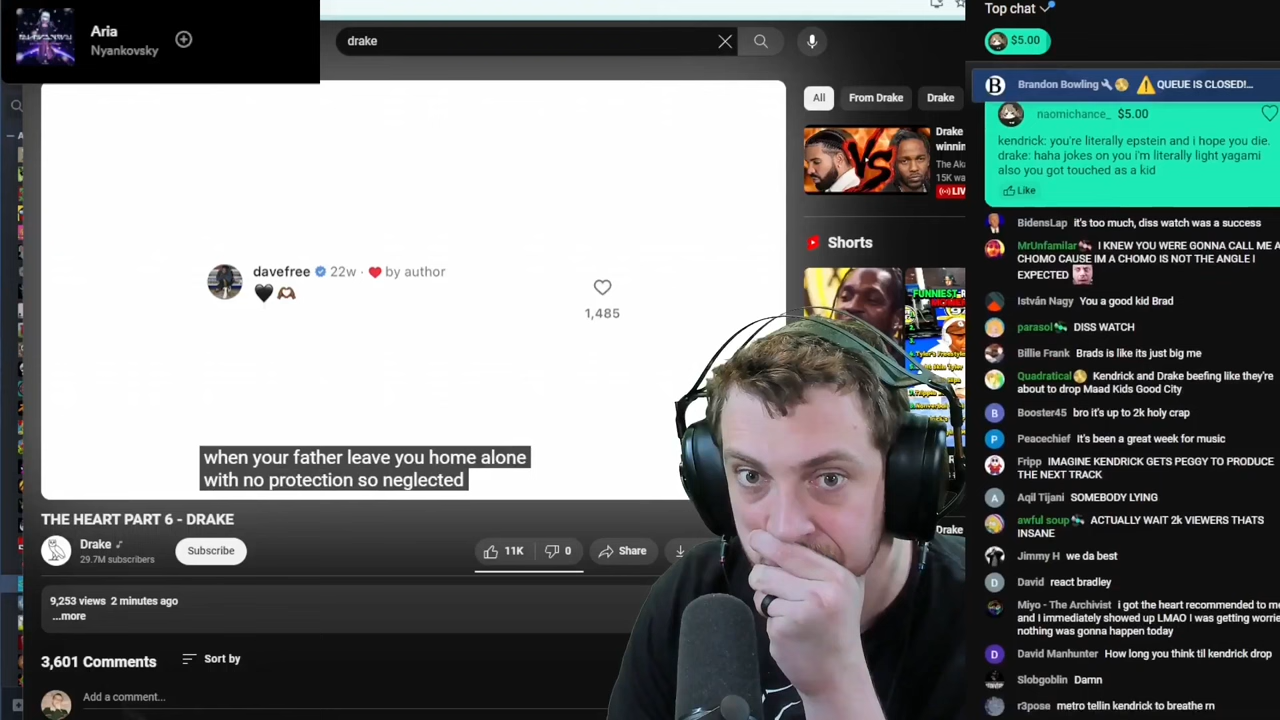 Aria
Nyankovsky
drake
Top chat
$5.00
Brandon Bowling QUEUE IS CLOSED!...
naomichance_ $5.00
kendrick: you're literally epstein and i hope you die.
drake: haha jokes on you i'm literally light yagami
also you got touched as a kid
Like
All
From Drake
Drake
Drake
winnin
The Aka
15K wa
LIV
VS
davefree 22w · by author
1,485
Shorts
FUNNIEST
when your father leave you home alone
with no protection so neglected
THE HEART PART 6 - DRAKE
Drake
29.7M subscribers
Subscribe
11K
0
Share
Drake
9,253 views 2 minutes ago
...more
3,601 Comments
Sort by
Add a comment...
BidensLap it's too much, diss watch was a success
MrUnfamilar I KNEW YOU WERE GONNA CALL ME A
CHOMO CAUSE IM A CHOMO IS NOT THE ANGLE I
EXPECTED
István Nagy You a good kid Brad
parasol DISS WATCH
Billie Frank Brads is like its just big me
Quadratical Kendrick and Drake beefing like they're
about to drop Maad Kids Good City
Booster45 bro it's up to 2k holy crap
Peacechief It's been a great week for music
Fripp IMAGINE KENDRICK GETS PEGGY TO PRODUCE
THE NEXT TRACK
Aqil Tijani SOMEBODY LYING
awful soup ACTUALLY WAIT 2K VIEWERS THATS
INSANE
Jimmy H we da best
David react bradley
Miyo - The Archivist i got the heart recommended to me
and I immediately showed up LMAO I was getting worrie
nothing was gonna happen today
David Manhunter How long you think til kendrick drop
Slobgoblin Damn
r3pose metro tellin kendrick to breathe rn